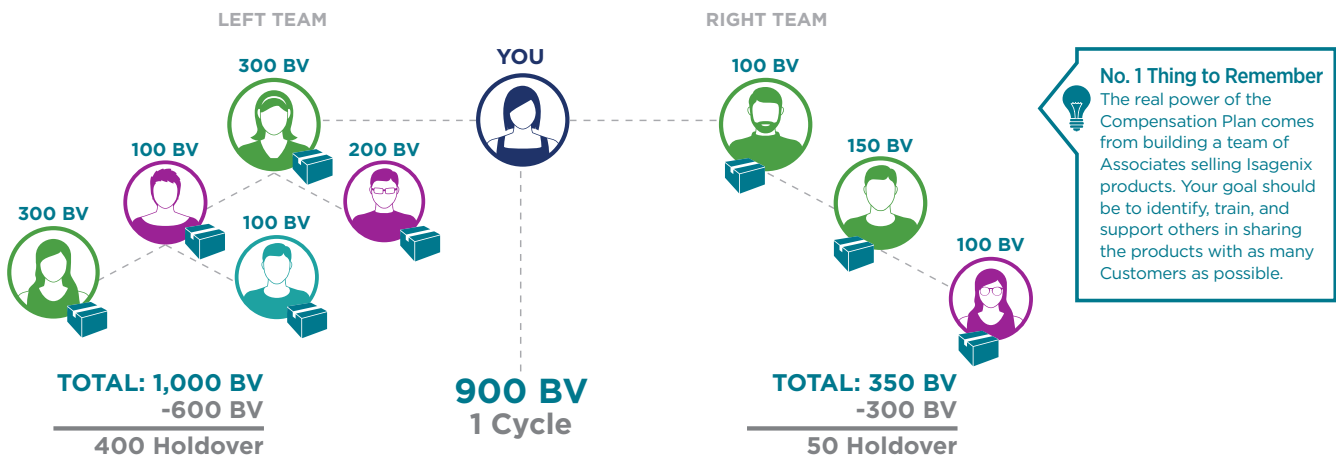 LEFT TEAM
RIGHT TEAM
YOU
300 BV
100 BV
200 BV
300 BV
100 BV
100 BV
150 BV
100 BV
No. 1 Thing to Remember
The real power of the
Compensation Plan comes
from building a team of
Associates selling Isagenix
products. Your goal should
be to identify, train, and
support others in sharing
the products with as many
Customers as possible.
TOTAL: 1,000 BV
-600 BV
400 Holdover
900 BV
1 Cycle
TOTAL: 350 BV
-300 BV
50 Holdover